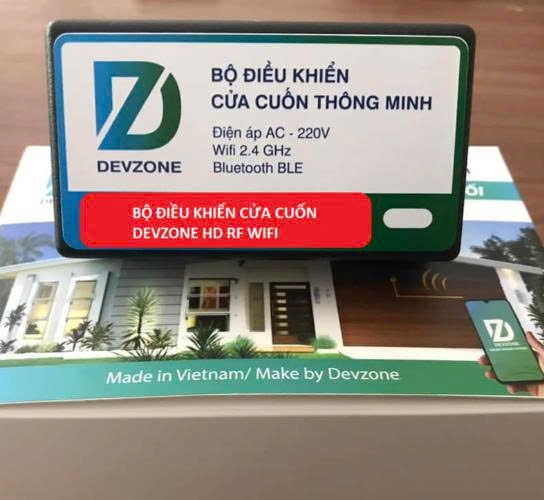 BỘ ĐIỀU KHIỂN
CỬA CUỐN THÔNG MINH
Điện áp AC - 220V
Wifi 2.4 GHz
Bluetooth BLE
DEVZONE
BỘ ĐIỀU KHIỂN CỬA CUỐN
DEVZONE HD RF WIFI
DEVZONE
Made in Vietnam/ Make by Devzone